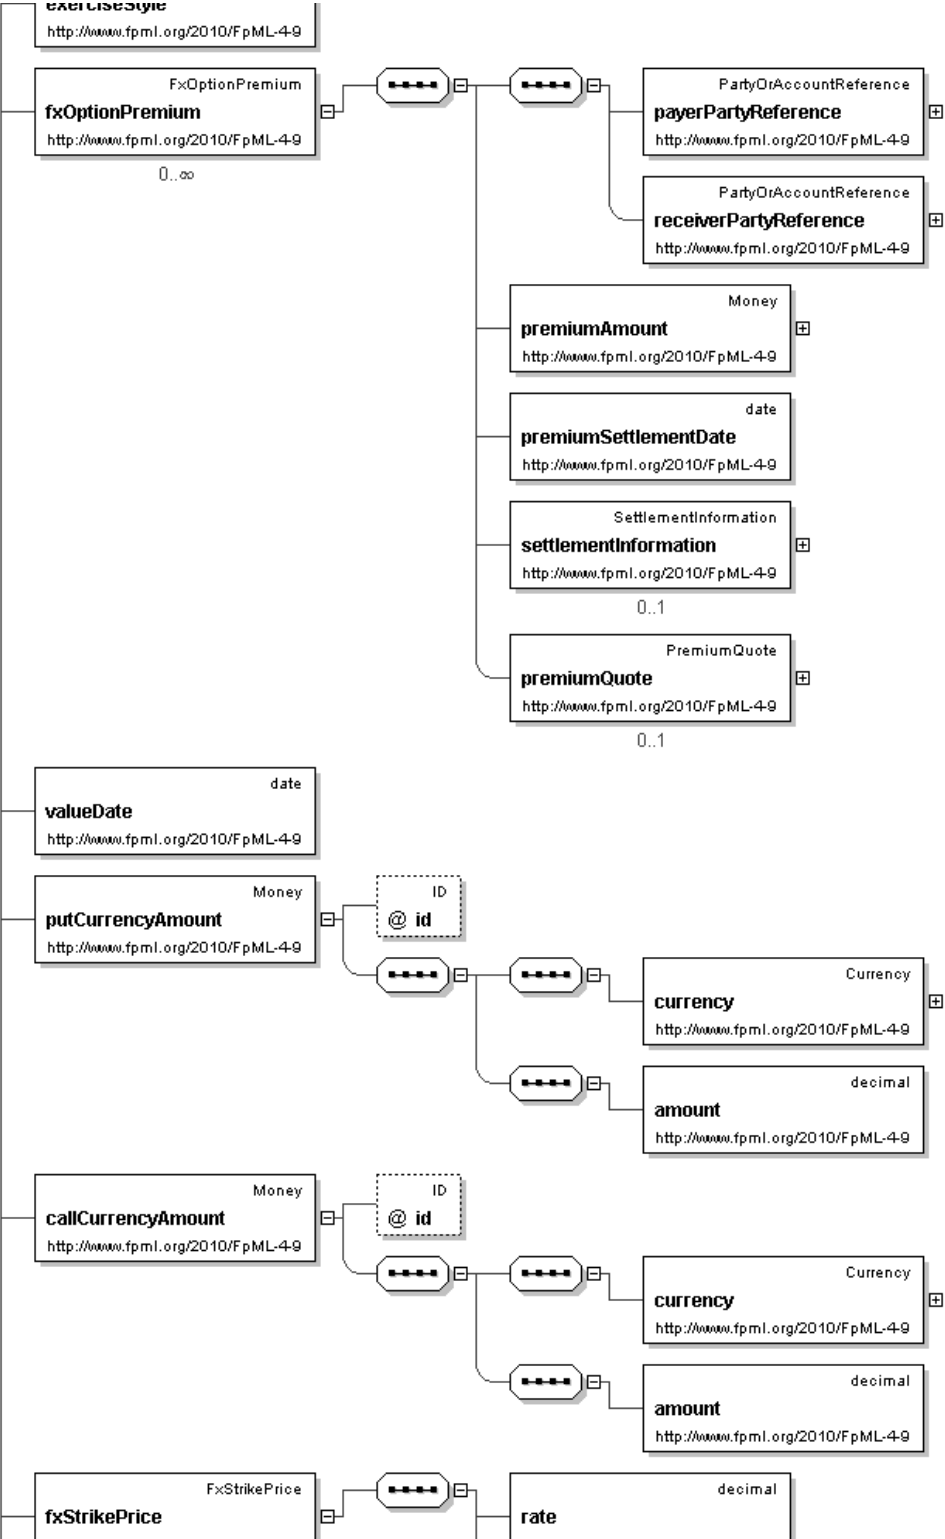 exerciseStyle
http://www.fpml.org/2010/FpML-4-9
FxOptionPremium
fxOptionPremium
http://www.fpml.org/2010/FpML-4-9
0..∞
PartyOrAccountReference
payerPartyReference
http://www.fpml.org/2010/FpML-4-9
PartyOrAccountReference
receiverPartyReference
http://www.fpml.org/2010/FpML-4-9
Money
premiumAmount
http://www.fpml.org/2010/FpML-4-9
date
premiumSettlementDate
http://www.fpml.org/2010/FpML-4-9
SettlementInformation
settlementInformation
http://www.fpml.org/2010/FpML-4-9
0..1
PremiumQuote
premiumQuote
http://www.fpml.org/2010/FpML-4-9
0..1
date
valueDate
http://www.fpml.org/2010/FpML-4-9
Money
putCurrencyAmount
http://www.fpml.org/2010/FpML-4-9
ID
@ id
Currency
currency
http://www.fpml.org/2010/FpML-4-9
decimal
amount
http://www.fpml.org/2010/FpML-4-9
Money
callCurrencyAmount
http://www.fpml.org/2010/FpML-4-9
ID
@ id
Currency
currency
http://www.fpml.org/2010/FpML-4-9
decimal
amount
http://www.fpml.org/2010/FpML-4-9
FxStrikePrice
fxStrikePrice
decimal
rate